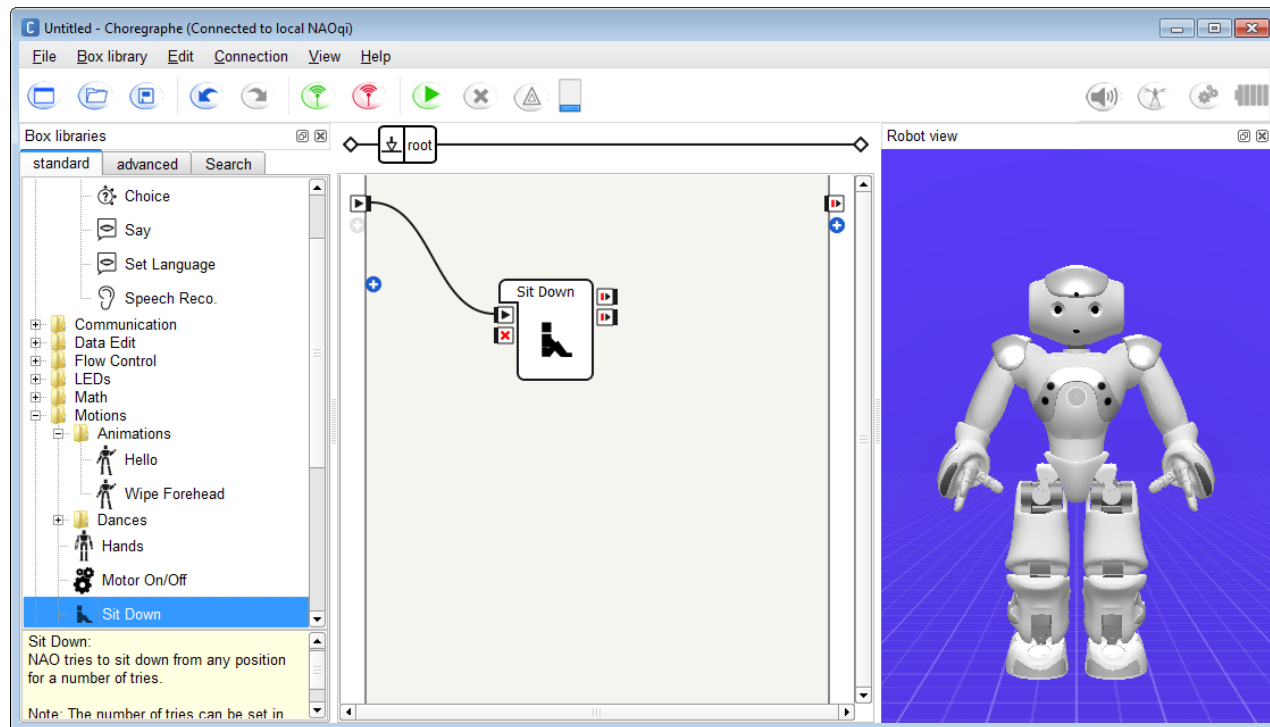 Untitled - Choregraphe (Connected to local NAOqi)
File Box library Edit Connection View Help
Box libraries
standard advanced Search
Choice
Say
Set Language
Speech Reco.
Communication
Data Edit
Flow Control
LEDs
Math
Motions
Animations
Hello
Wipe Forehead
Dances
Hands
Motor On/Off
Sit Down
Sit Down:
NAO tries to sit down from any position
for a number of tries.
Note: The number of tries can be set in
root
Sit Down
Robot view